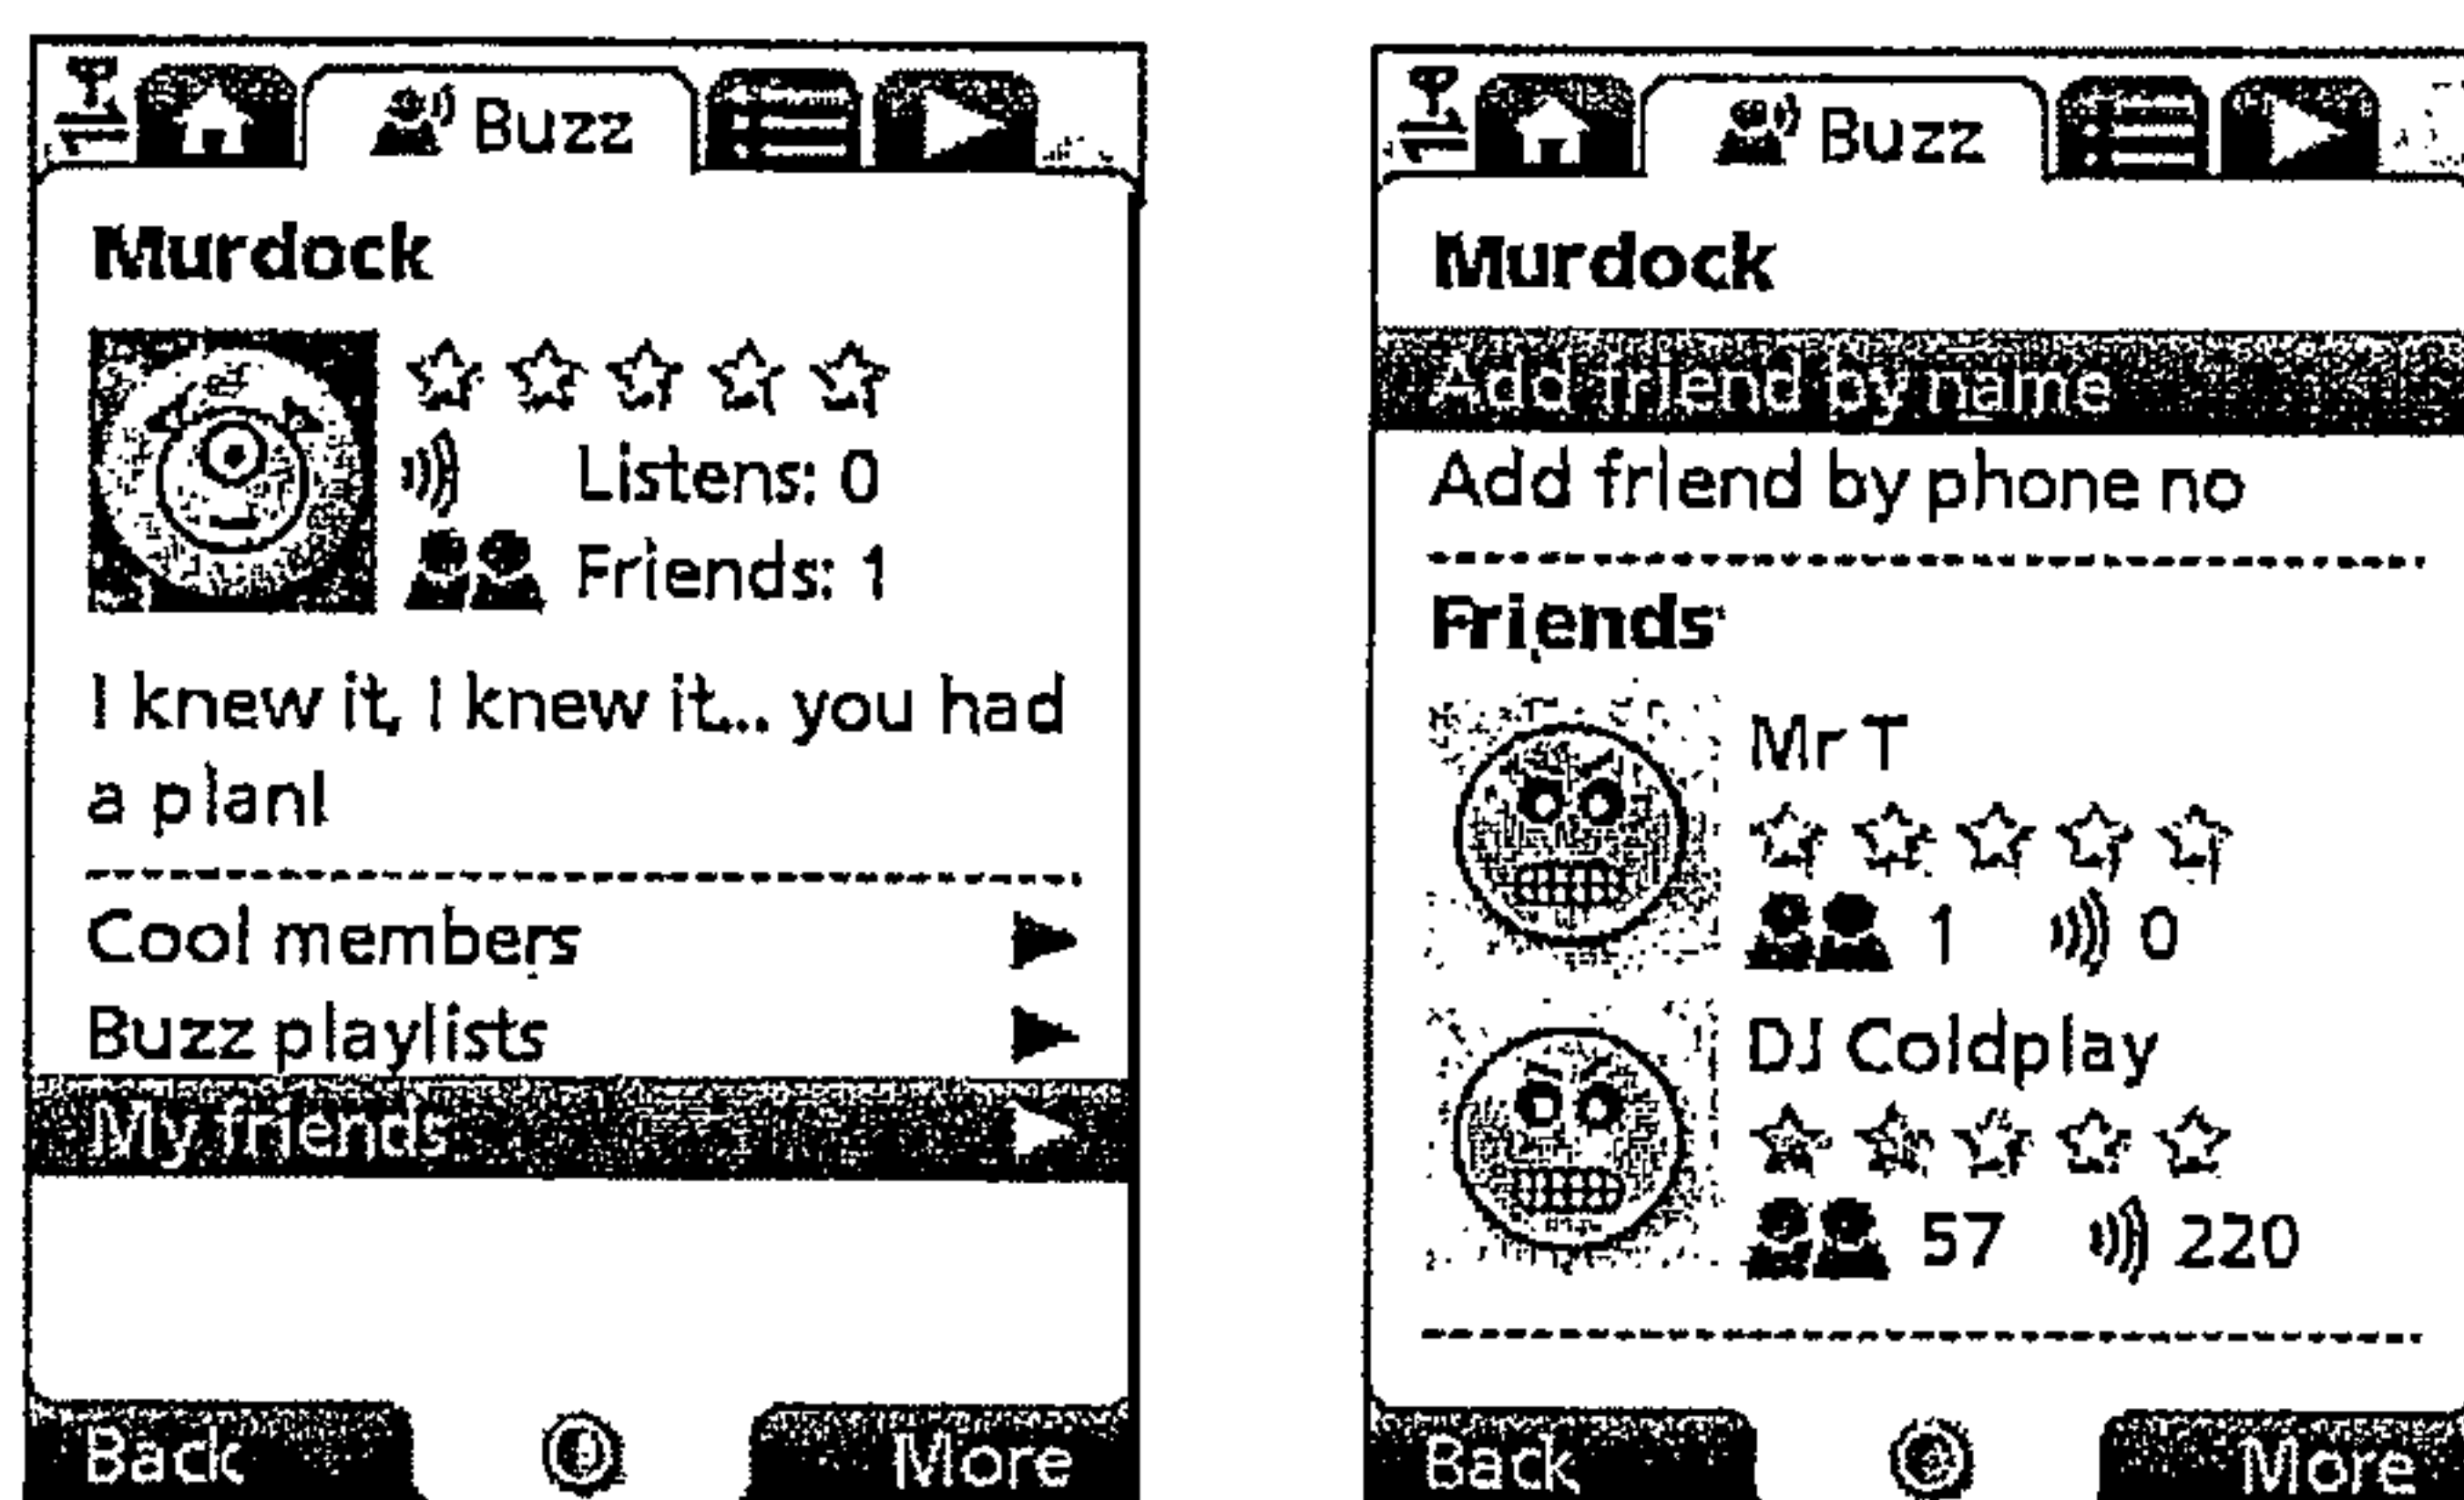 Buzz
Murdock
Listens: 0
Friends: 1
I knew it, I knew it... you had
a plan!
Cool members
Buzz playlists
My friends
Back
More
Buzz
Murdock
Add friend by name
Add friend by phone no
Friends
Mr T
1 0
DJ Coldplay
57 220
Back
More